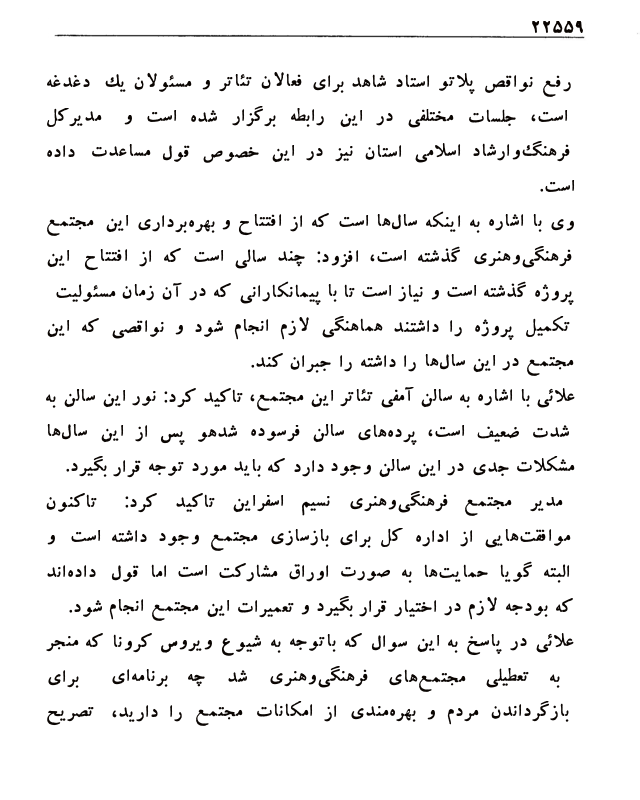 ۲۲۵۵۹
رفع نواقص پلاتو استاد شاهد برای فعالان تئاتر و مسئولان یك دغدغه
است، جلسات مختلفی در این رابطه برگزار شده است و مدیرکل
فرهنگ‌وارشاد اسلامی استان نیز در این خصوص قول مساعدت داده
است.
وی با اشاره به اینکه سال‌ها است که از افتتاح و بهره‌برداری این مجتمع
فرهنگی‌وهنری گذشته است، افزود: چند سالی است که از افتتاح این
پروژه گذشته است و نیاز است تا با پیمانکارانی که در آن زمان مسئولیت
تکمیل پروژه را داشتند هماهنگی لازم انجام شود و نواقصی که این
مجتمع در این سال‌ها را داشته را جبران کند.
علائی با اشاره به سالن آمفی تئاتر این مجتمع، تاکید کرد: نور این سالن به
شدت ضعیف است، پرده‌های سالن فرسوده شدهو پس از این سال‌ها
مشکلات جدی در این سالن وجود دارد که باید مورد توجه قرار بگیرد.
مدیر مجتمع فرهنگی‌وهنری نسیم اسفراین تاکید کرد: تاکنون
موافقت‌هایی از اداره کل برای بازسازی مجتمع وجود داشته است و
البته گویا حمایت‌ها به صورت اوراق مشارکت است اما قول داده‌اند
که بودجه لازم در اختیار قرار بگیرد و تعمیرات این مجتمع انجام شود.
علائی در پاسخ به این سوال که باتوجه به شیوع ویروس کرونا که منجر
به تعطیلی مجتمع‌های فرهنگی‌وهنری شد چه برنامه‌ای برای
بازگرداندن مردم و بهره‌مندی از امکانات مجتمع را دارید، تصریح